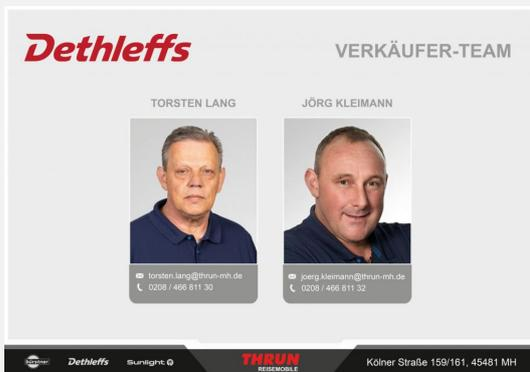 Dethleffs
VERKÄUFER-TEAM
TORSTEN LANG
JÖRG KLEIMANN
torsten.lang@thrun-mh.de
0208 / 466 811 30
joerg.kleimann@thrun-mh.de
0208 / 466 811 32
Bürstner
Dethleffs
Sunlight
THRUN
REISEMOBILE
Kölner Straße 159/161, 45481 MH